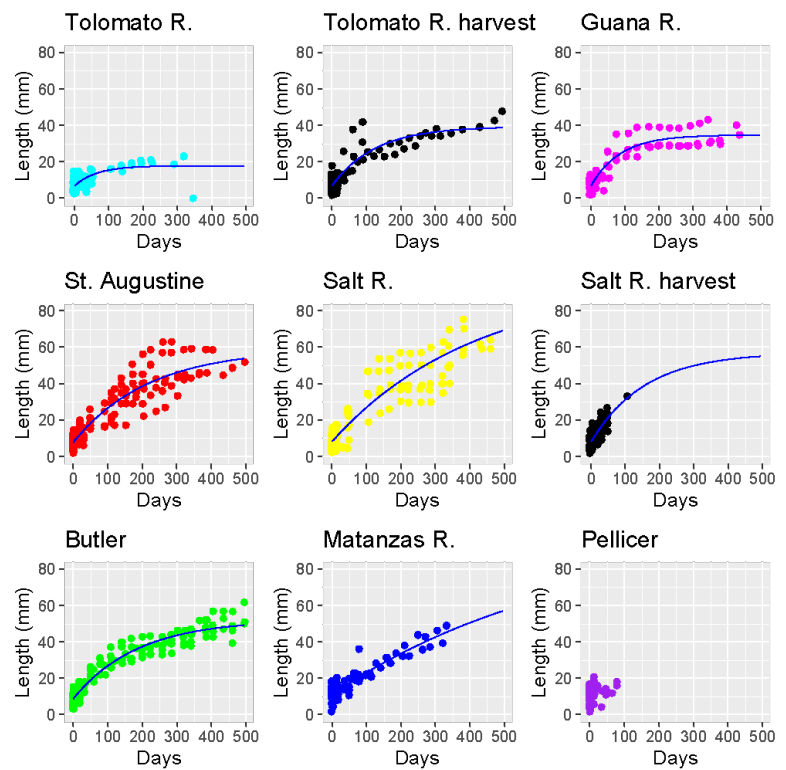 Tolomato R.
Tolomato R. harvest
Guana R.
80
60
40
20
0
Length (mm)
0 100 200 300 400 500
Days
80
60
40
20
0
Length (mm)
0 100 200 300 400 500
Days
80
60
40
20
0
Length (mm)
0 100 200 300 400 500
Days
St. Augustine
Salt R.
Salt R. harvest
80
60
40
20
0
Length (mm)
0 100 200 300 400 500
Days
80
60
40
20
0
Length (mm)
0 100 200 300 400 500
Days
80
60
40
20
0
Length (mm)
0 100 200 300 400 500
Days
Butler
Matanzas R.
Pellicer
80
60
40
20
0
Length (mm)
0 100 200 300 400 500
Days
80
60
40
20
0
Length (mm)
0 100 200 300 400 500
Days
80
60
40
20
0
Length (mm)
0 100 200 300 400 500
Days